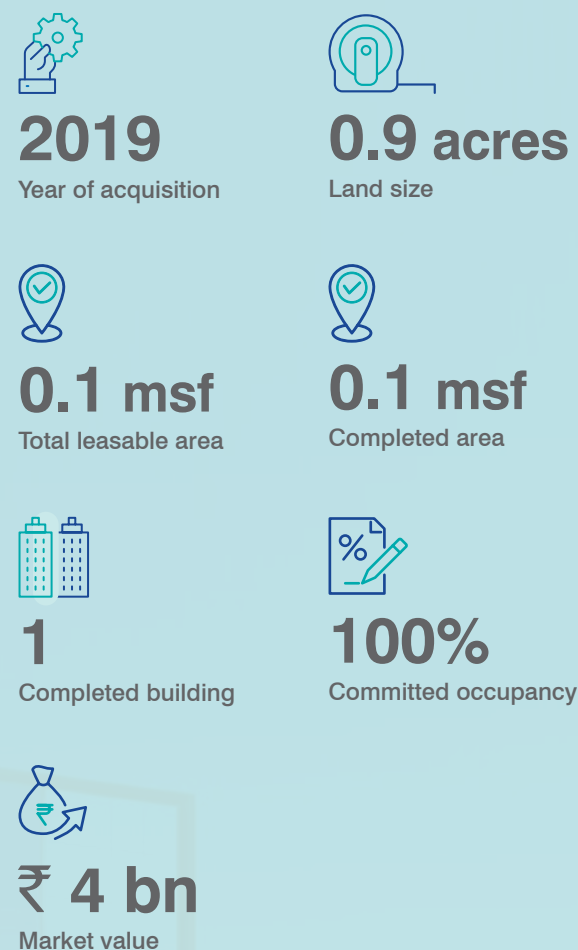 2019
Year of acquisition
0.9 acres
Land size
0.1 msf
Total leasable area
0.1 msf
Completed area
1
Completed building
%
100%
Committed occupancy
₹
₹ 4 bn
Market value